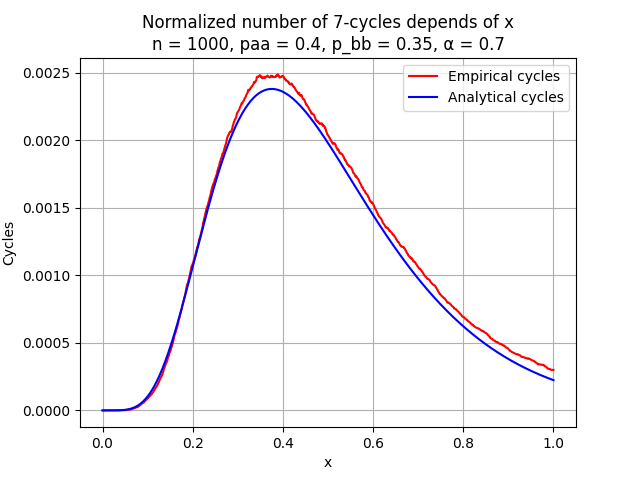 Normalized number of 7-cycles depends of x
n = 1000, paa = 0.4, p_bb = 0.35, α = 0.7
Empirical cycles
Analytical cycles
Cycles
0.0025
0.0020
0.0015
0.0010
0.0005
0.0000
0.0 0.2 0.4 0.6 0.8 1.0
x